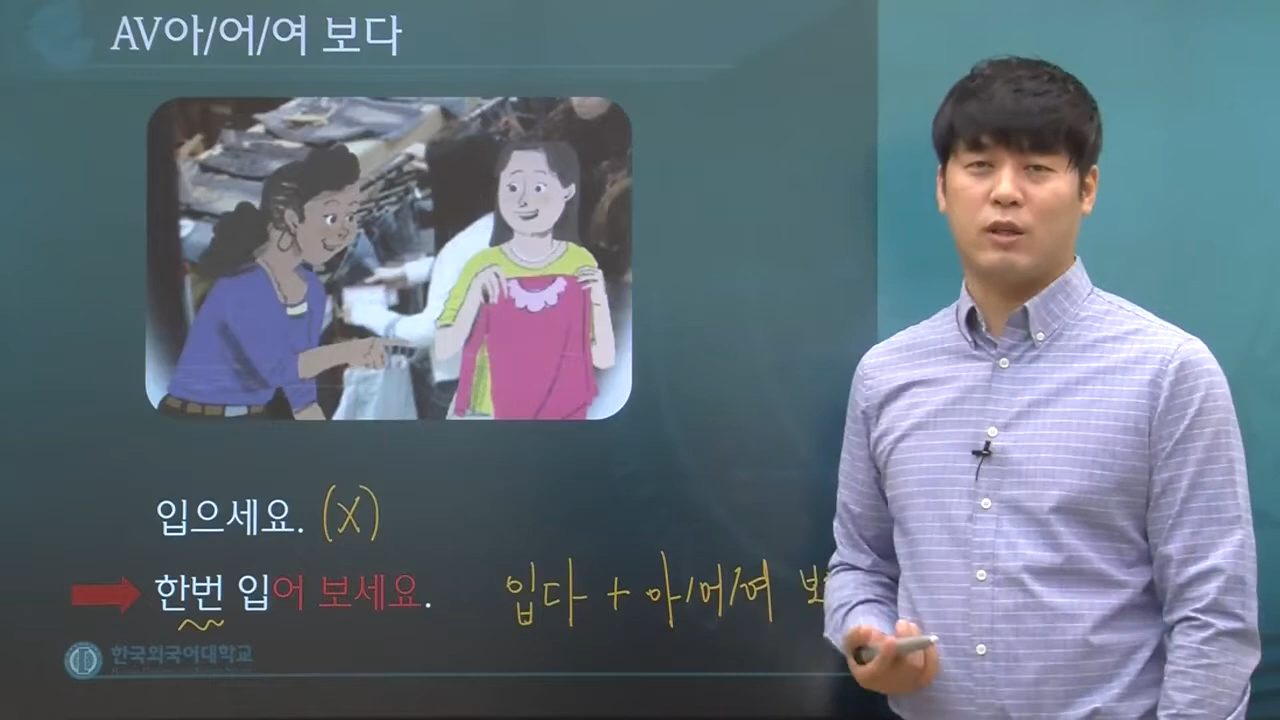 AV아/어/여 보다
입으세요. (X)
한번 입어 보세요.
입다 + 아/어/여
한국외국어대학교